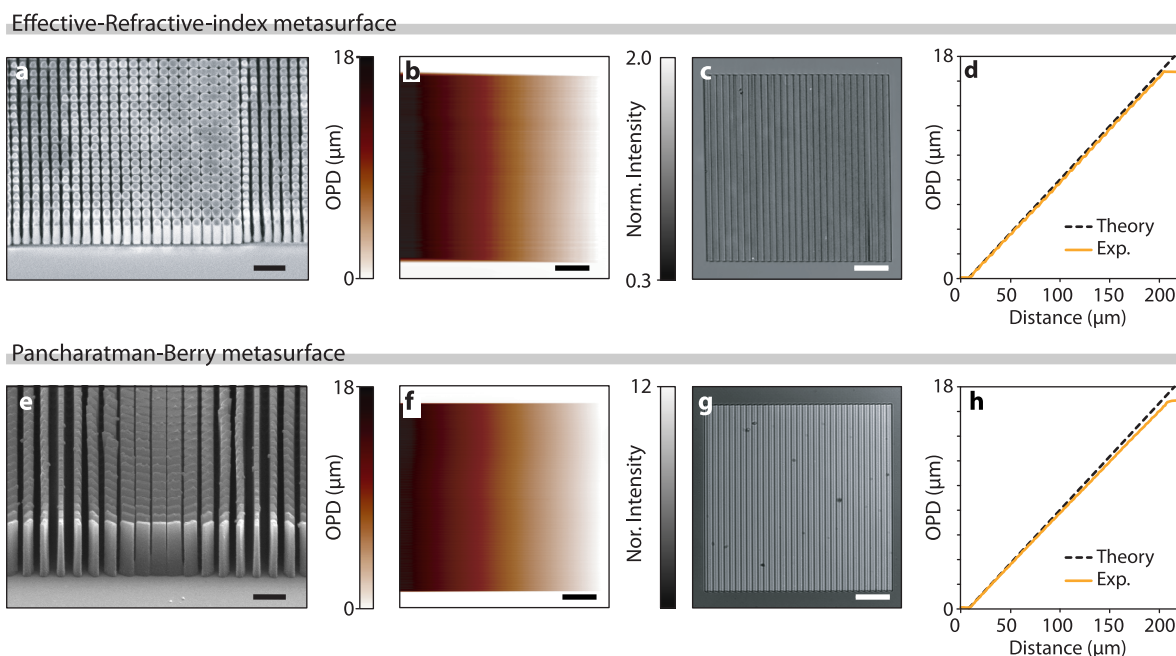 Effective-Refractive-index metasurface
a
18
OPD (μm)
0
b
2.0
Norm. Intensity
0.3
c
d
18
OPD (μm)
0
Theory
Exp.
0 50 100 150 200
Distance (μm)
Pancharatman-Berry metasurface
e
18
OPD (μm)
0
f
12
Nor. Intensity
g
h
18
OPD (μm)
0
Theory
Exp.
0 50 100 150 200
Distance (μm)